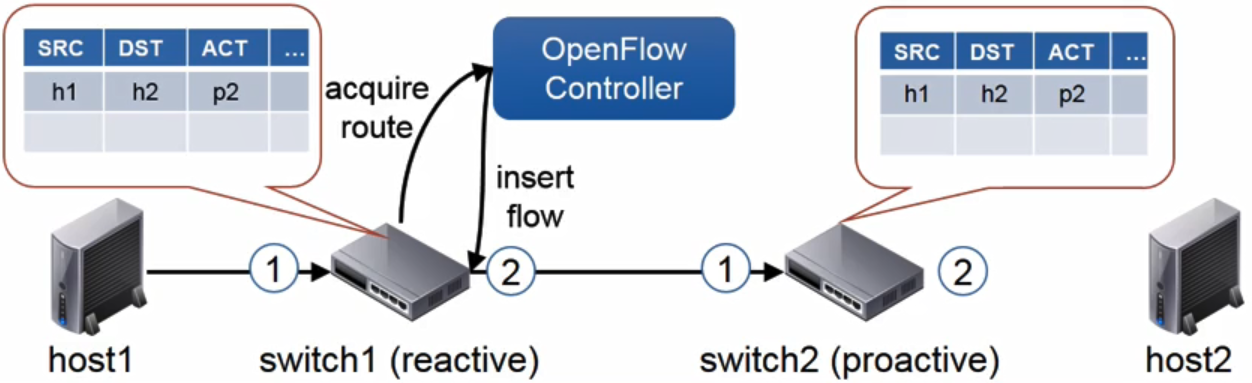 SRC DST ACT ...
h1 h2 p2
acquire
route
OpenFlow
Controller
insert
flow
SRC DST ACT ...
h1 h2 p2
1
2
1
2
host1
switch1 (reactive)
switch2 (proactive)
host2